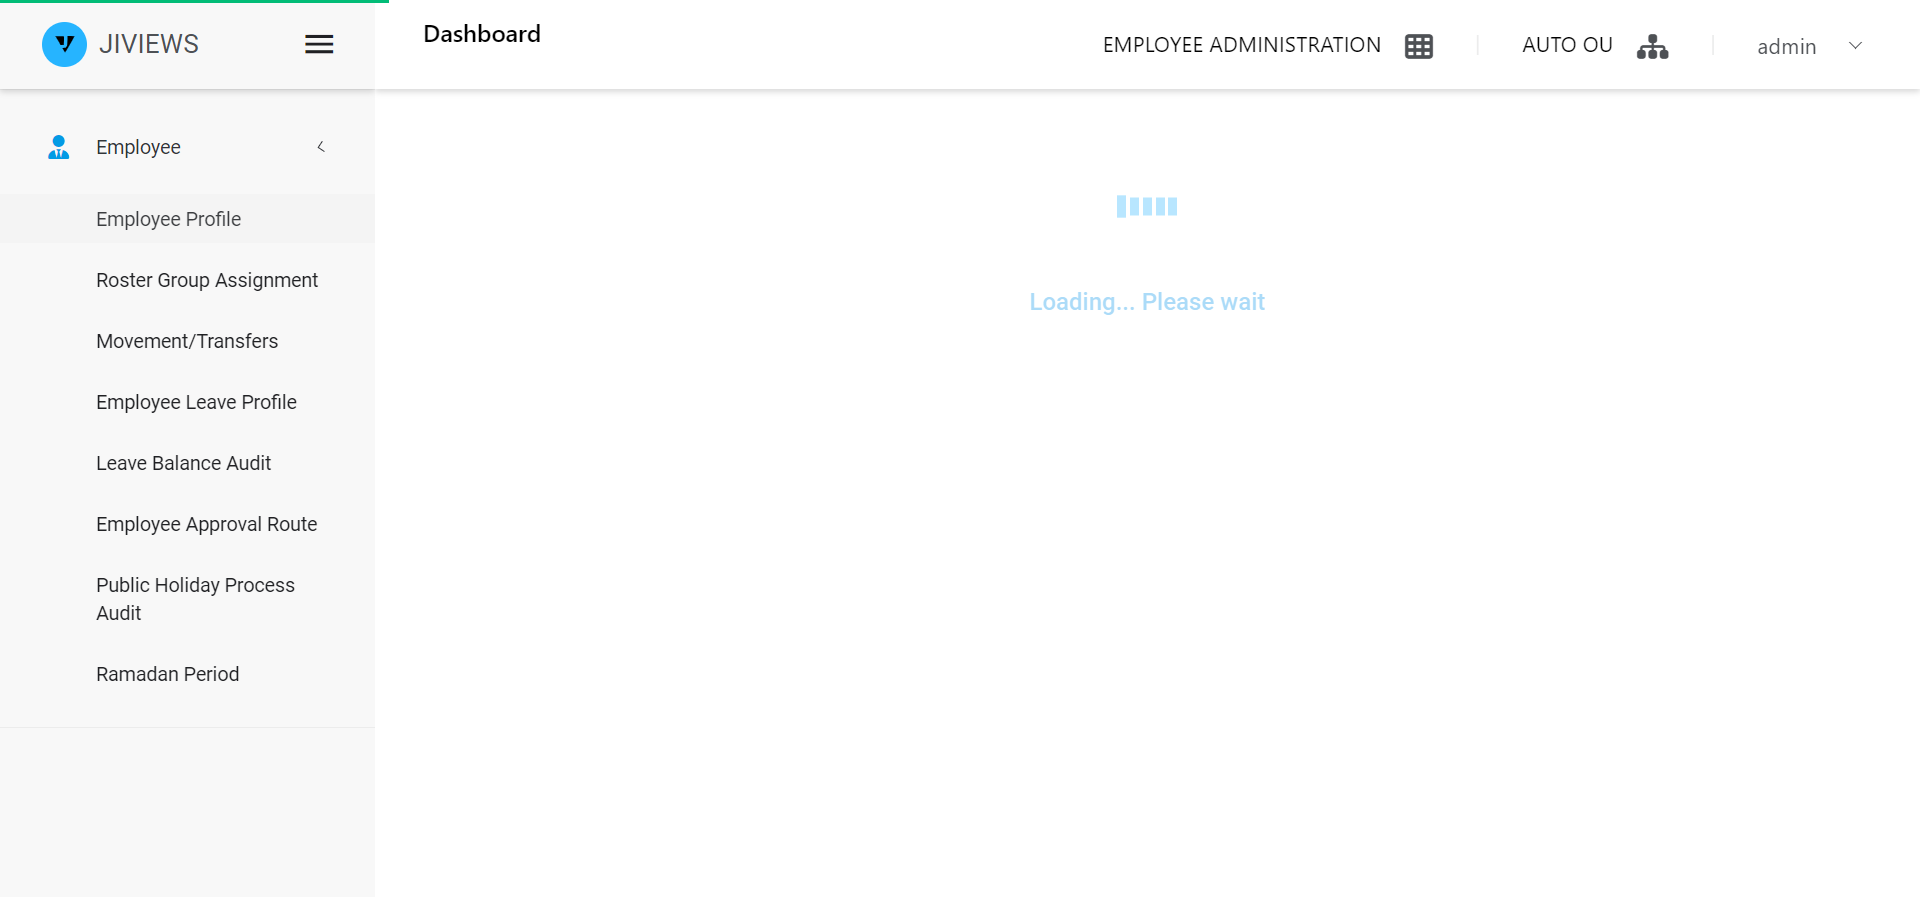 JIVIEWS
Dashboard
EMPLOYEE ADMINISTRATION
AUTO OU
admin
Employee
Employee Profile
Roster Group Assignment
Movement/Transfers
Employee Leave Profile
Leave Balance Audit
Employee Approval Route
Public Holiday Process
Audit
Ramadan Period
Loading... Please wait